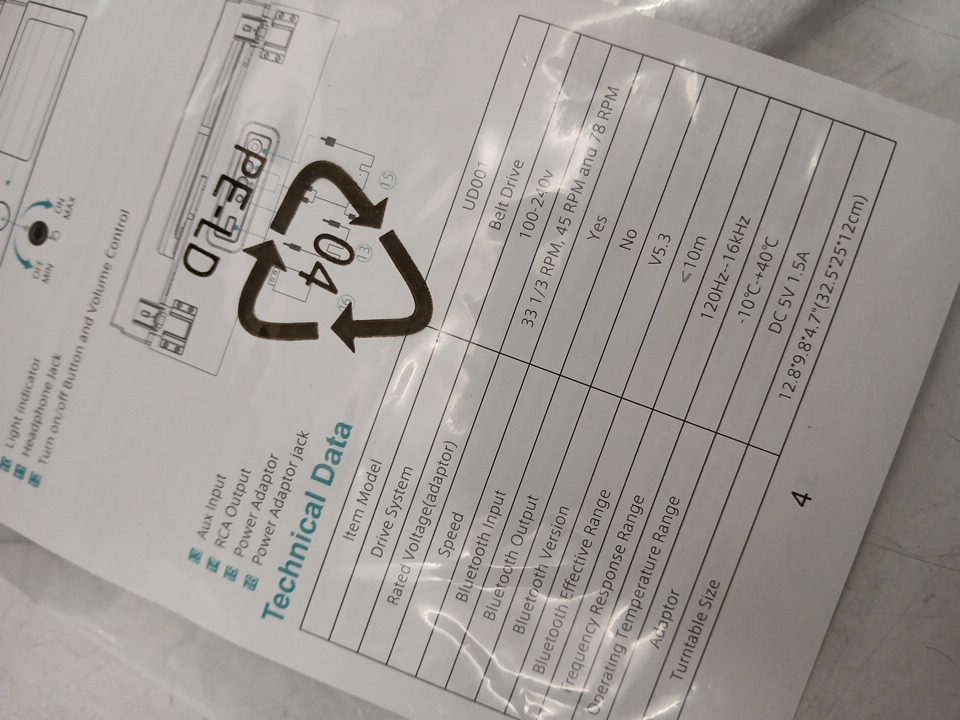 OFF
MIN
ON
MAX
Light indicator
Headphone Jack
Turn on/off Button and Volume Control
PE-LD
04
15
13
Aux Input
RCA Output
Power Adaptor
Power Adaptor jack
Technical Data
Item Model UD001
Drive System Belt Drive
Rated Voltage(adaptor) 100-240v
Speed 33 1/3 RPM, 45 RPM and 78 RPM
Bluetooth Input Yes
Bluetooth Output No
Bluetooth Version V5.3
Bluetooth Effective Range ≤10m
Frequency Response Range 120Hz--16kHz
Operating Temperature Range -10℃-+40℃
Adaptor DC 5V 1.5A
Turntable Size 12.8*9.8*4.7"(32.5*25*12cm)
4